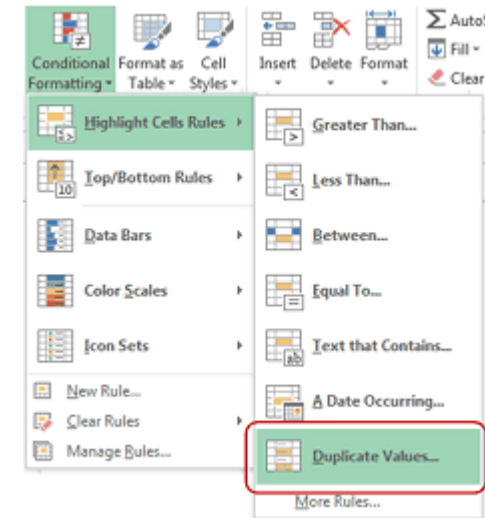 Σ Auto
Conditional Format as Cell Insert Delete Format Fill
Formatting Table Styles Clear
Highlight Cells Rules
Top/Bottom Rules
Data Bars
Color Scales
Icon Sets
New Rule...
Clear Rules
Manage Rules...
Greater Than...
Less Than...
Between...
Equal To...
Text that Contains...
A Date Occurring...
Duplicate Values...
More Rules...